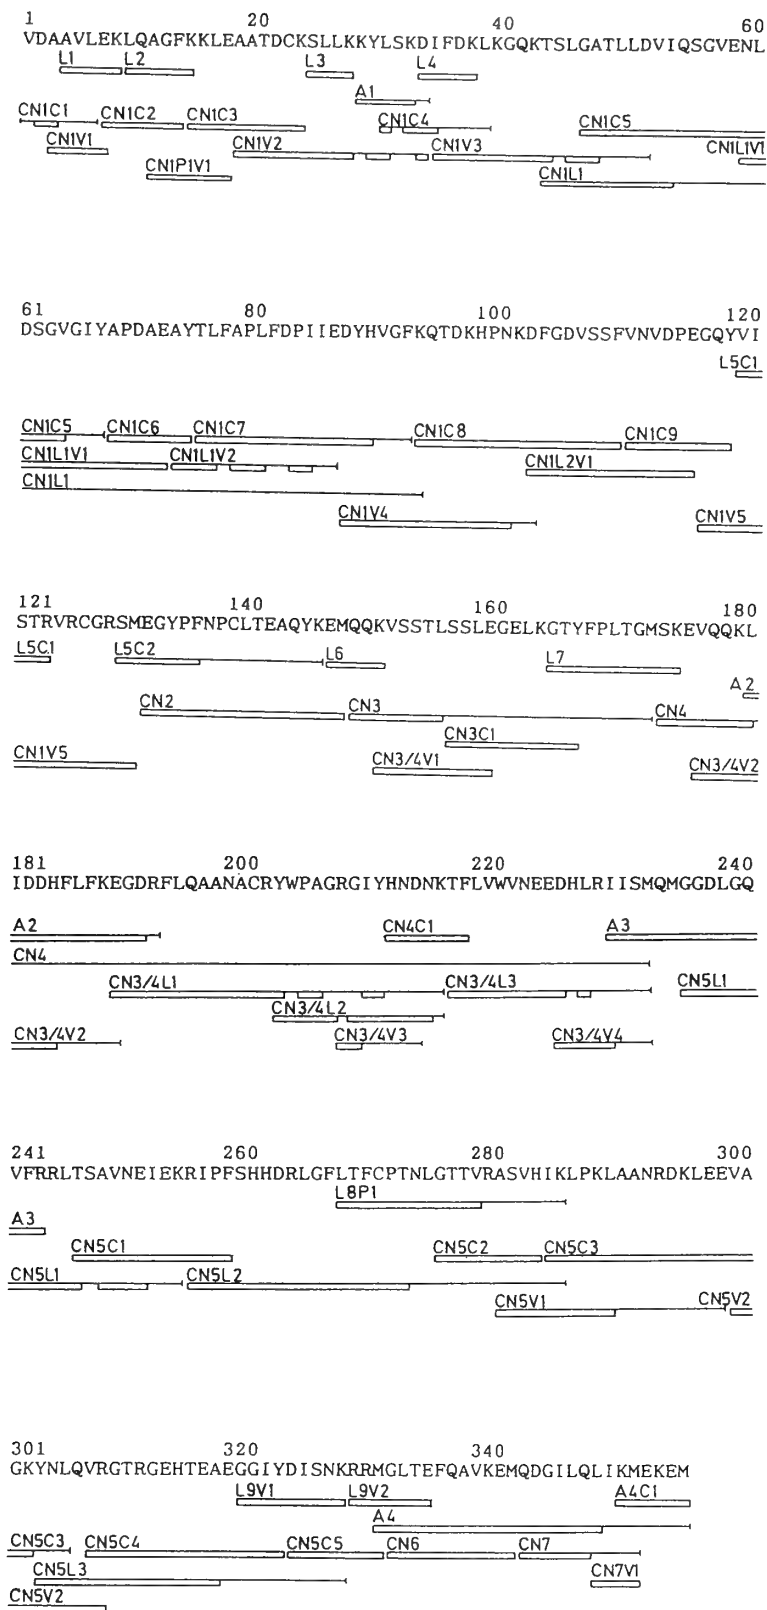 1 20 40 60
VDAAVLEKLQAGFKKLEAATDCKSLLKKYLSKDIFDKLKGQKTSLGATLLDVIQSGVENL
L1 L2 L3 L4
A1
CN1C1 CN1C2 CN1C3 CN1C4 CN1C5
CN1V1 CN1V2 CN1V3 CN1L1V1
CN1P1V1 CN1L1
61 80 100 120
DSGVGIYAPDAEAYTLFAPLFDPIIEDYHVGFKQTDKHPNKDFGDVSSFVNVDPEGQYVI
L5C1
CN1C5 CN1C6 CN1C7 CN1C8 CN1C9
CN1L1V1 CN1L1V2 CN1L2V1
CN1L1
CN1V4 CN1V5
121 140 160 180
STRVRCGRSMEGYPFNPCLTEAQYKEMQQKVSSTLSSLEGELKGTYFPLTGMSKEVQQKL
L5C1 L5C2 L6 L7
A2
CN2 CN3 CN4
CN3C1
CN1V5 CN3/4V1 CN3/4V2
181 200 220 240
IDDHFLFKEGDRFLQAANACRYWPAGRGIYHNDNKTFLVWVNEEDHLRIISMQMGGDLGQ
A2 CN4C1 A3
CN4
CN3/4L1 CN3/4L3 CN5L1
CN3/4L2
CN3/4V2 CN3/4V3 CN3/4V4
241 260 280 300
VFRRLTSAVNEIEKRIPFSHHDRLGFLTFCPTNLGTTVRASVHIKLPKLAANRDKLEEVA
L8P1
A3
CN5C1 CN5C2 CN5C3
CN5L1 CN5L2
CN5V1 CN5V2
301 320 340
GKYNLQVRGTRGEHTEAEGGIYDISNKRRMGLTEFQAVKEMQDGILQLIKMEKEM
L9V1 L9V2 A4C1
A4
CN5C3 CN5C4 CN5C5 CN6 CN7
CN5L3 CN7V1
CN5V2